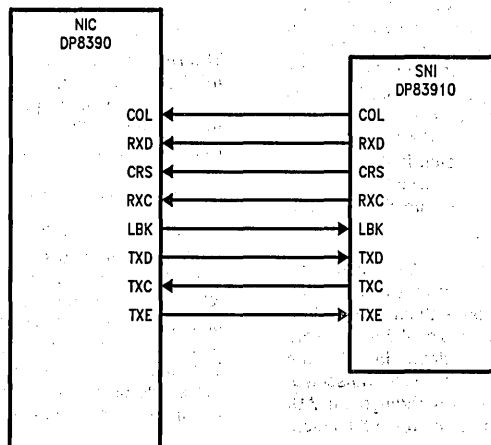 NIC
DP8390
SNI
DP83910
COL COL
RXD RXD
CRS CRS
RXC RXC
LBK LBK
TXD TXD
TXC TXC
TXE TXE